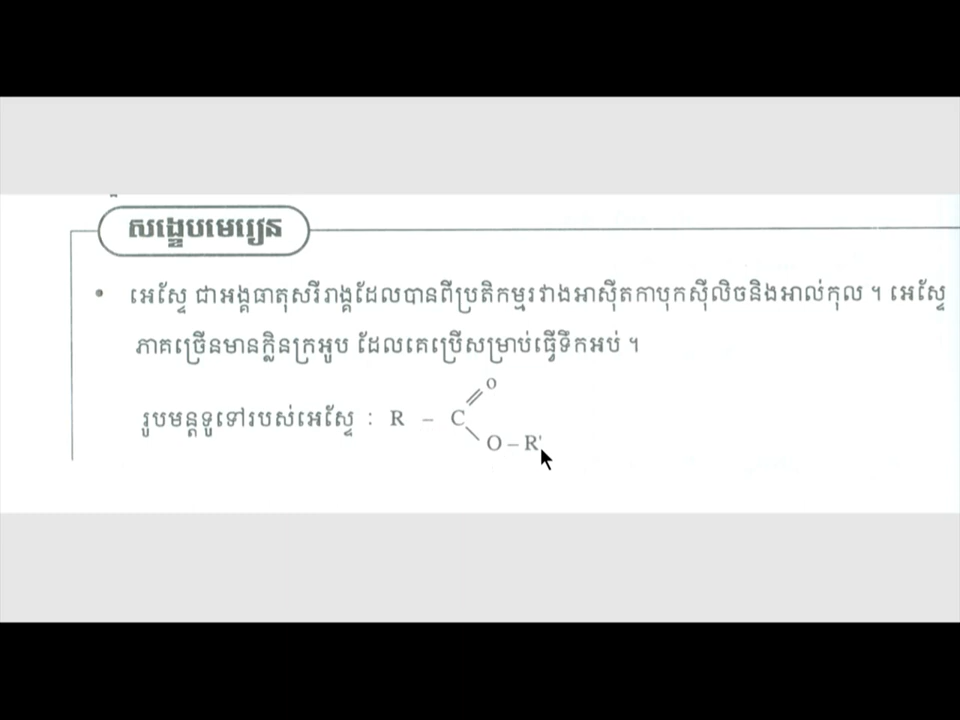 សង្ខេបមេរៀន
• អេស្ទែ ជាអង្គធាតុសរីរាង្គដែលបានពីប្រតិកម្មរវាងអាស៊ីតកាបុកស៊ីលិចនិងអាល់កុល ។ អេស្ទែ
ភាគច្រើនមានក្លិនក្រអូប ដែលគេប្រើសម្រាប់ធ្វើទឹកអប់ ។
O
រូបមន្តទូទៅរបស់អេស្ទែ : R – C
O – R'